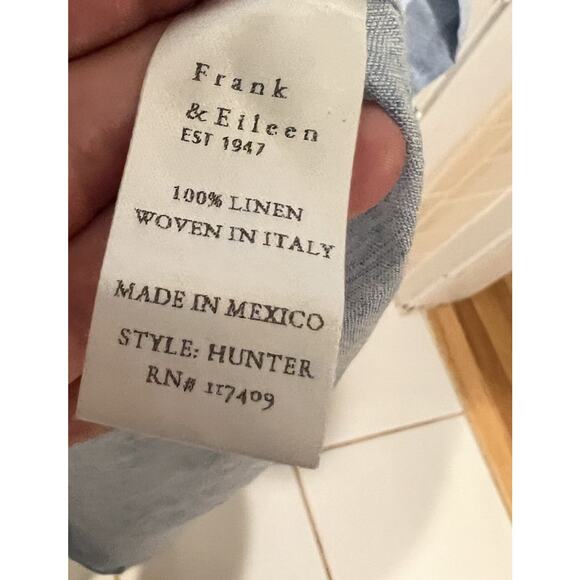 Frank
& Eileen
EST 1947
100% LINEN
WOVEN IN ITALY
MADE IN MEXICO
STYLE: HUNTER
RN# 117409